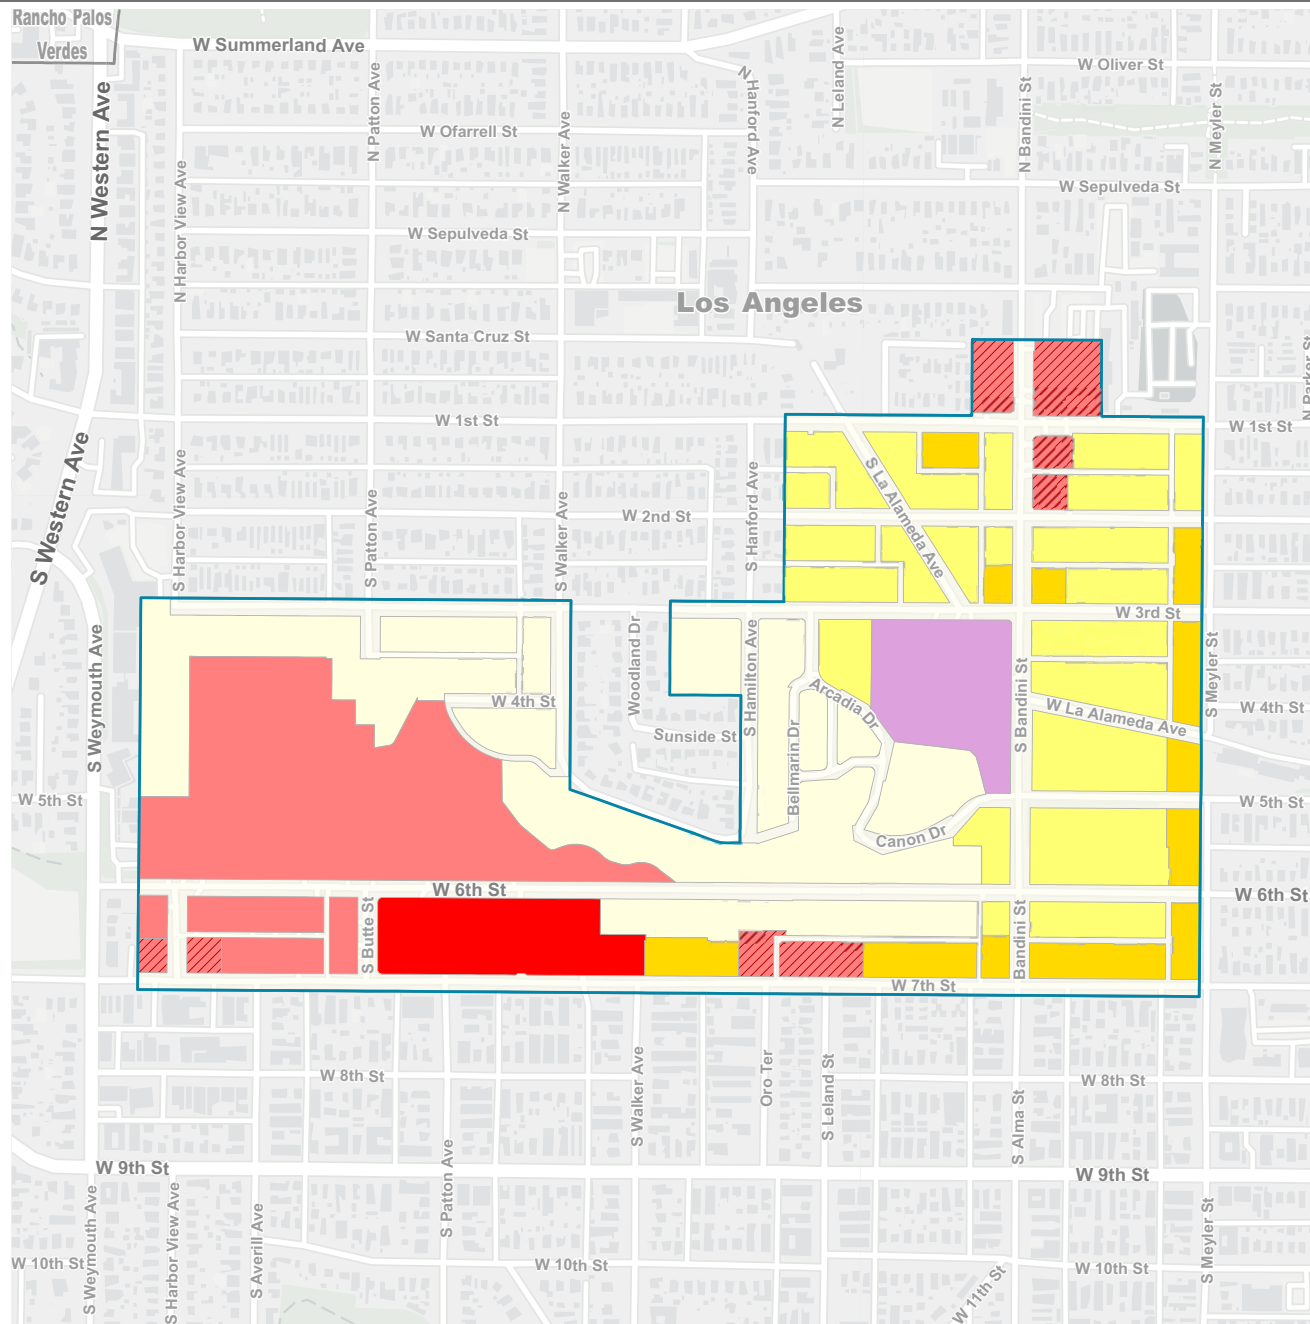 Rancho Palos
Verdes
W Summerland Ave
W Oliver St
N Western Ave
N Patton Ave
N Walker Ave
N Hanford Ave
N Leland Ave
N Bandini St
N Meyler St
W Ofarrell St
W Sepulveda St
N Harbor View Ave
W Sepulveda St
Los Angeles
W Santa Cruz St
N Parker St
W 1st St
W 1st St
S Western Ave
S Harbor View Ave
S Patton Ave
S Walker Ave
S Hanford Ave
S La Alameda Ave
W 2nd St
W 3rd St
S Weymouth Ave
Woodland Dr
S Hamilton Ave
S Bandini St
S Meyler St
W 4th St
Arcadia Dr
W La Alameda Ave
W 4th St
Sunside St
Bellmarin Dr
W 5th St
W 5th St
Canon Dr
W 6th St
W 6th St
S Butte St
Bandini St
W 7th St
W 8th St
S Walker Ave
Oro Ter
S Leland St
S Alma St
W 8th St
W 9th St
W 9th St
S Weymouth Ave
S Harbor View Ave
S Averill Ave
S Patton Ave
S Meyler St
W 10th St
W 10th St
W 11th St
W 10th St